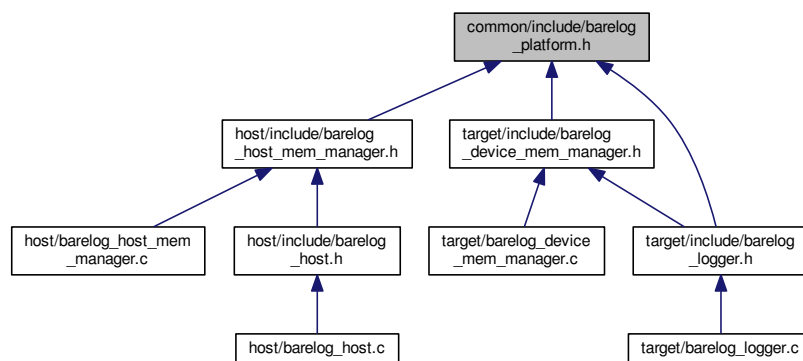 common/include/barelog
_platform.h
host/include/barelog
_host_mem_manager.h
target/include/barelog
_device_mem_manager.h
host/barelog_host_mem
_manager.c
host/include/barelog
_host.h
target/barelog_device
_mem_manager.c
target/include/barelog
_logger.h
host/barelog_host.c
target/barelog_logger.c